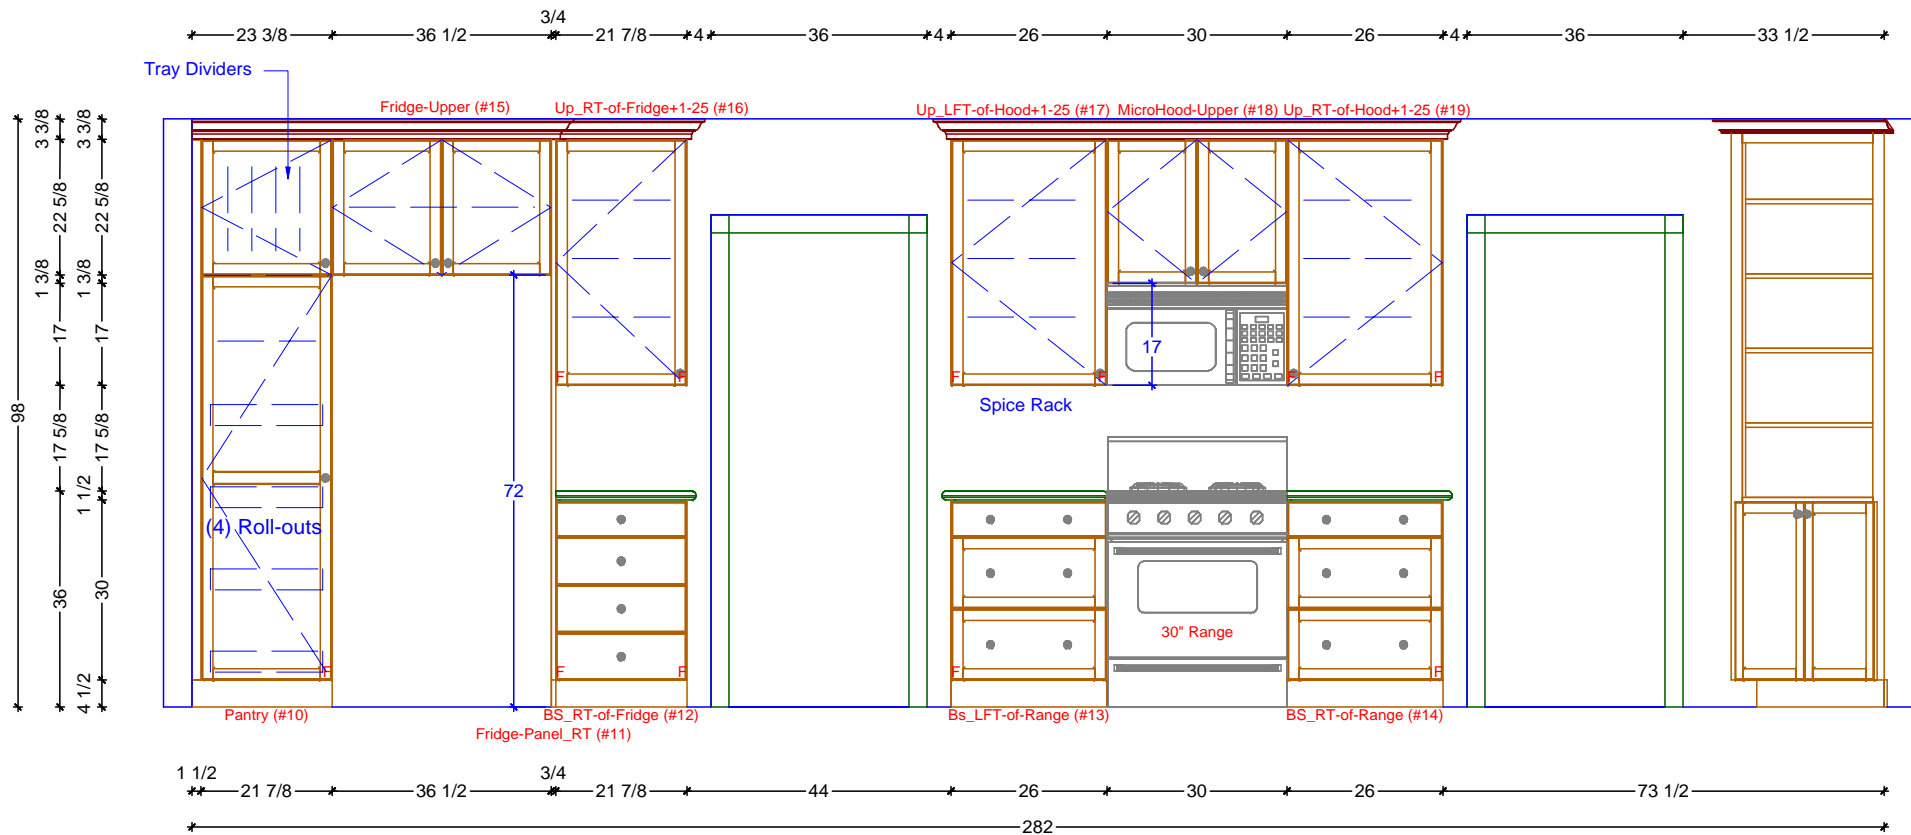 3/4
23 3/8 36 1/2 21 7/8 4 36 4 26 30 26 4 36 33 1/2
Tray Dividers
Fridge-Upper (#15) Up_RT-of-Fridge+1-25 (#16) Up_LFT-of-Hood+1-25 (#17) MicroHood-Upper (#18) Up_RT-of-Hood+1-25 (#19)
3 3/8 3 3/8
22 5/8 22 5/8
1 3/8 1 3/8
17 17
17
F F F F F F
Spice Rack
98
17 5/8 17 5/8
72
1 1/2
(4) Roll-outs
36 30
30" Range
F F F F F
4 1/2
Pantry (#10) BS_RT-of-Fridge (#12) Bs_LFT-of-Range (#13) BS_RT-of-Range (#14)
Fridge-Panel_RT (#11)
1 1/2 3/4
21 7/8 36 1/2 21 7/8 44 26 30 26 73 1/2
282